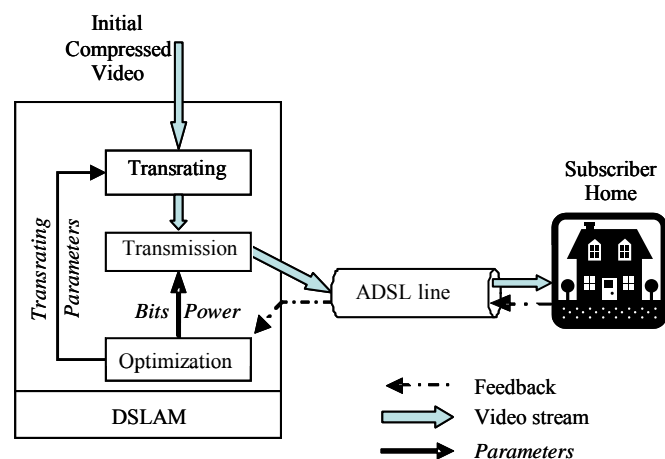 Initial
Compressed
Video
Transrating
Subscriber
Home
Transmission
Transrating
Parameters
ADSL line
Bits Power
Optimization
DSLAM
Feedback
Video stream
Parameters